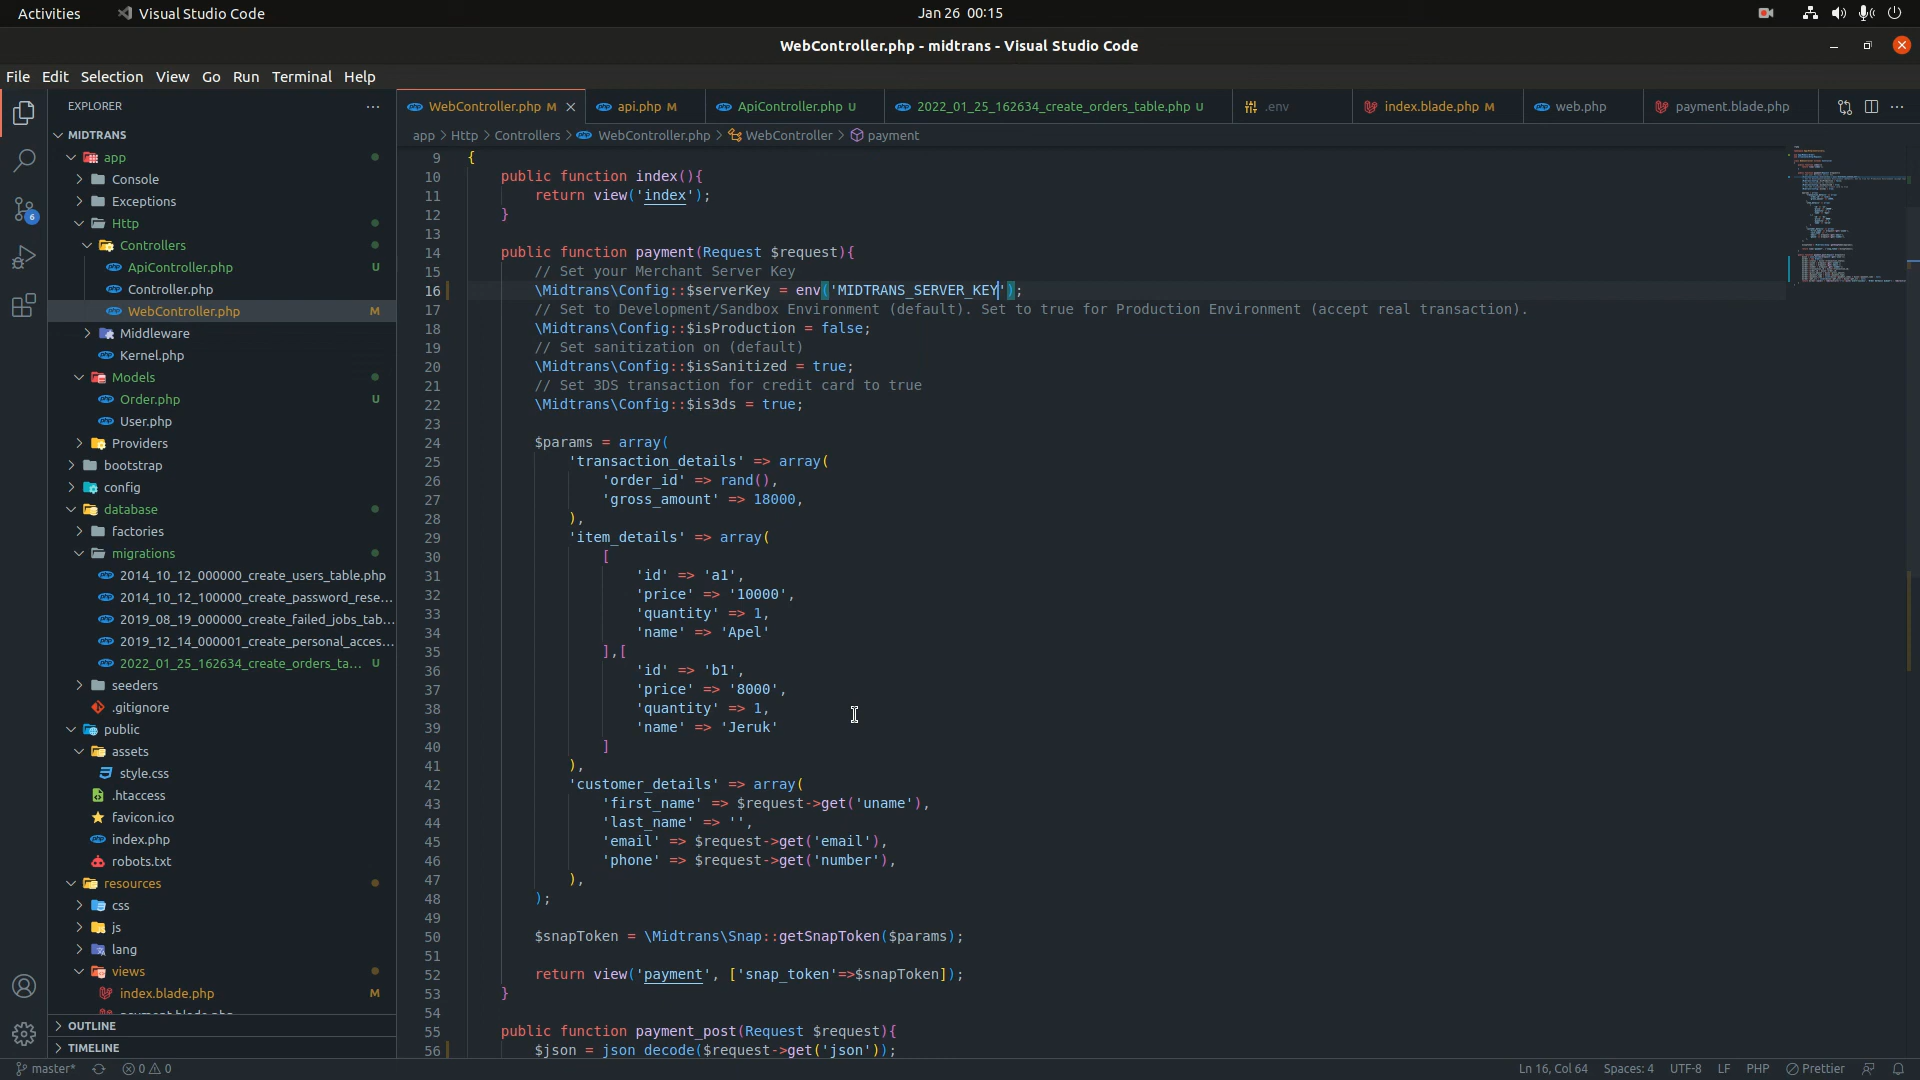 Activities
Visual Studio Code
Jan 26 00:15
WebController.php - midtrans - Visual Studio Code
File Edit Selection View Go Run Terminal Help
EXPLORER
MIDTRANS
app
Console
Exceptions
Http
Controllers
ApiController.php U
Controller.php
WebController.php M
Middleware
Kernel.php
Models
Order.php U
User.php
Providers
bootstrap
config
database
factories
migrations
2014_10_12_000000_create_users_table.php
2014_10_12_100000_create_password_rese...
2019_08_19_000000_create_failed_jobs_tab...
2019_12_14_000001_create_personal_acces...
2022_01_25_162634_create_orders_ta... U
seeders
.gitignore
public
assets
style.css
.htaccess
favicon.ico
index.php
robots.txt
resources
css
js
lang
views
index.blade.php M
OUTLINE
TIMELINE
6
WebController.php M
api.php M
ApiController.php U
2022_01_25_162634_create_orders_table.php U
.env
index.blade.php M
web.php
payment.blade.php
app > Http > Controllers > WebController.php > WebController > payment
9 {
10 public function index(){
11 return view('index');
12 }
13
14 public function payment(Request $request){
15 // Set your Merchant Server Key
16 \Midtrans\Config::$serverKey = env('MIDTRANS_SERVER_KEY');
17 // Set to Development/Sandbox Environment (default). Set to true for Production Environment (accept real transaction).
18 \Midtrans\Config::$isProduction = false;
19 // Set sanitization on (default)
20 \Midtrans\Config::$isSanitized = true;
21 // Set 3DS transaction for credit card to true
22 \Midtrans\Config::$is3ds = true;
23
24 $params = array(
25 'transaction_details' => array(
26 'order_id' => rand(),
27 'gross_amount' => 18000,
28 ),
29 'item_details' => array(
30 [
31 'id' => 'a1',
32 'price' => '10000',
33 'quantity' => 1,
34 'name' => 'Apel'
35 ],[
36 'id' => 'b1',
37 'price' => '8000',
38 'quantity' => 1,
39 'name' => 'Jeruk'
40 ]
41 ),
42 'customer_details' => array(
43 'first_name' => $request->get('uname'),
44 'last_name' => '',
45 'email' => $request->get('email'),
46 'phone' => $request->get('number'),
47 ),
48 );
49
50 $snapToken = \Midtrans\Snap::getSnapToken($params);
51
52 return view('payment', ['snap_token'=>$snapToken]);
53 }
54
55 public function payment_post(Request $request){
56 $json = json_decode($request->get('json'));
master* 0 0 Ln 16, Col 64 Spaces: 4 UTF-8 LF PHP Prettier